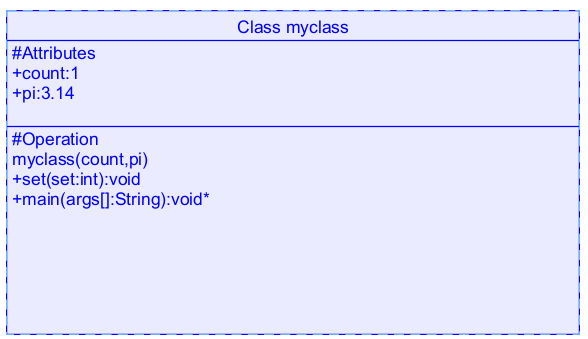 Class myclass
#Attributes
+count:1
+pi:3.14
#Operation
myclass(count,pi)
+set(set:int):void
+main(args[]:String):void*